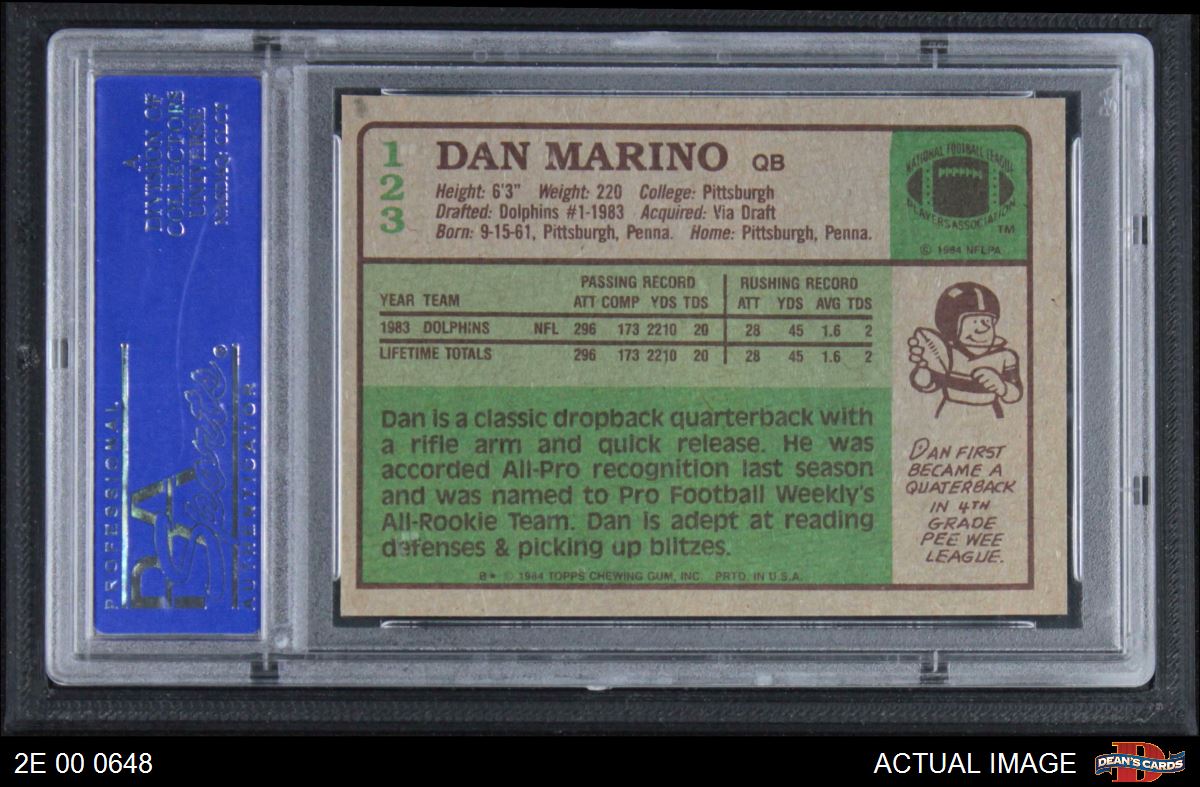 A
DIVISION OF
COLLECTORS
UNIVERSE
NASDAQ: CLCT
PROFESSIONAL
PSA
Sports
AUTHENTICATOR
1
2
3
DAN MARINO QB
Height: 6'3" Weight: 220 College: Pittsburgh
Drafted: Dolphins #1-1983 Acquired: Via Draft
Born: 9-15-61, Pittsburgh, Penna. Home: Pittsburgh, Penna.
NATIONAL FOOTBALL LEAGUE
PLAYERS ASSOCIATION
TM
© 1984 NFLPA
PASSING RECORD RUSHING RECORD
YEAR TEAM ATT COMP YDS TDS ATT YDS AVG TDS
1983 DOLPHINS NFL 296 173 2210 20 28 45 1.6 2
LIFETIME TOTALS 296 173 2210 20 28 45 1.6 2
Dan is a classic dropback quarterback with
a rifle arm and quick release. He was
accorded All-Pro recognition last season
and was named to Pro Football Weekly's
All-Rookie Team. Dan is adept at reading
defenses & picking up blitzes.
B* © 1984 TOPPS CHEWING GUM, INC PRTD. IN U.S.A.
DAN FIRST
BECAME A
QUATERBACK
IN 4TH
GRADE
PEE WEE
LEAGUE.
2E 00 0648
ACTUAL IMAGE
D
DEAN'S CARDS